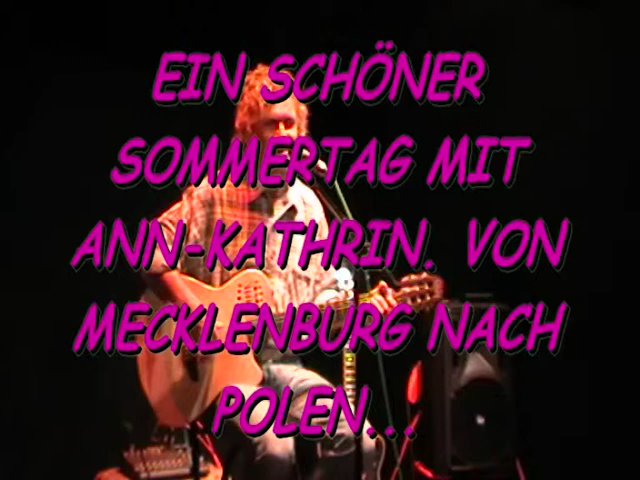 EIN SCHÖNER
SOMMERTAG MIT
ANN-KATHRIN. VON
MECKLENBURG NACH
POLEN...